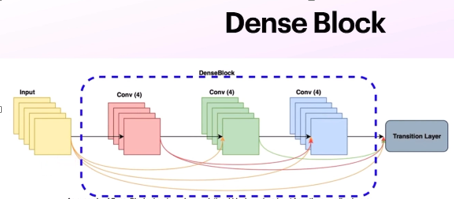 Dense Block
DenseBlock
Input
Conv (4)
Conv (4)
Conv (4)
Transition Layer